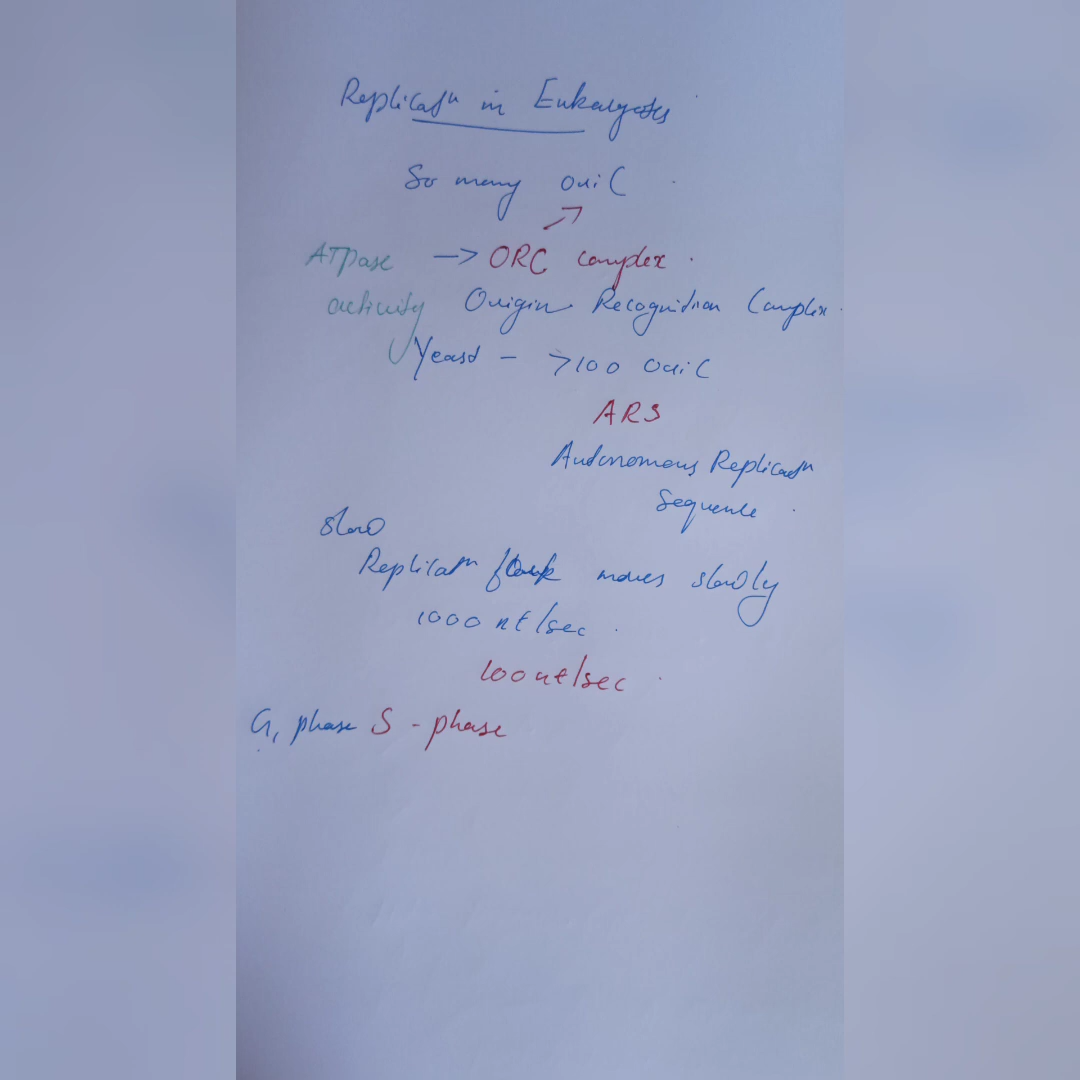 Replicatn in Eukaryotes
So many OriC
ATPase → ORC complex.
activity Origin Recognition Complex.
Yeast - >100 OriC
ARS
Autonomous Replicatn
Sequence.
slow
Replicatn fork moves slowly
1000 nt/sec.
100 nt/sec.
G1 phase S - phase